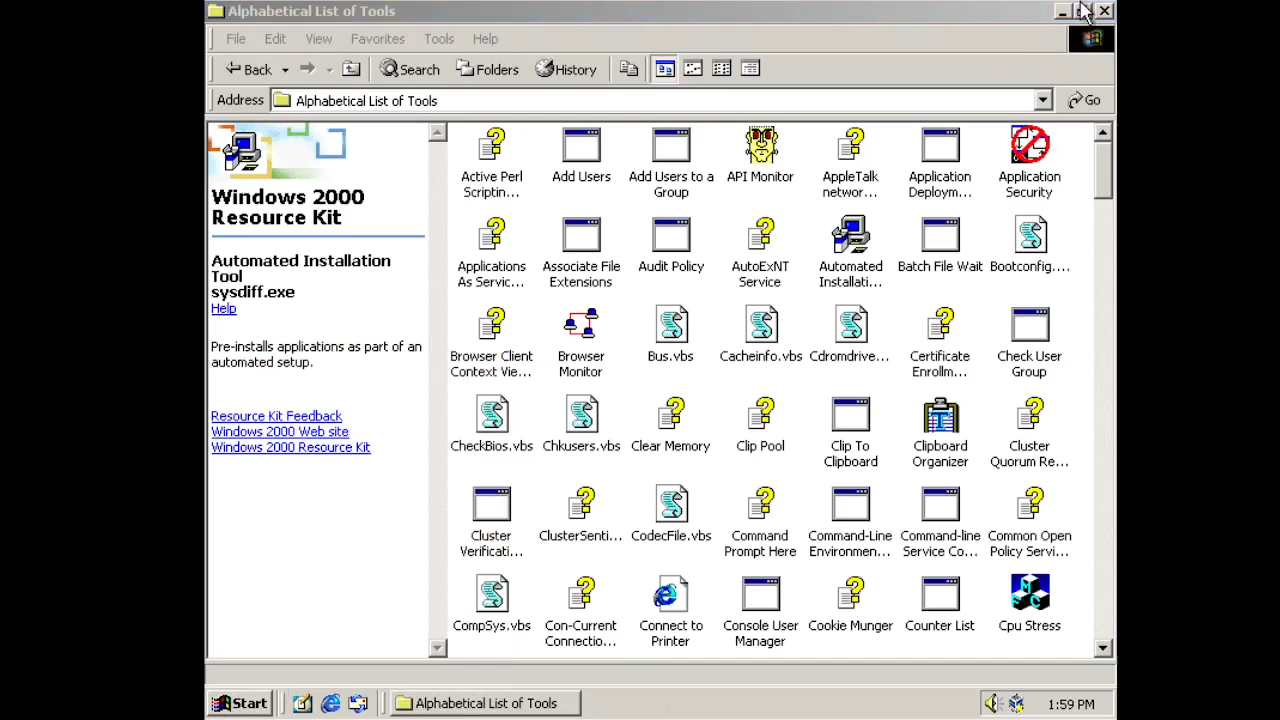 Alphabetical List of Tools
File Edit View Favorites Tools Help
Back Search Folders History
Address Alphabetical List of Tools Go
Windows 2000
Resource Kit
Automated Installation
Tool
sysdiff.exe
Help
Pre-installs applications as part of an
automated setup.
Resource Kit Feedback
Windows 2000 Web site
Windows 2000 Resource Kit
Active Perl
Scriptin...
Add Users
Add Users to a
Group
API Monitor
AppleTalk
networ...
Application
Deploym...
Application
Security
Applications
As Servic...
Associate File
Extensions
Audit Policy
AutoExNT
Service
Automated
Installati...
Batch File Wait
Bootconfig....
Browser Client
Context Vie...
Browser
Monitor
Bus.vbs
Cacheinfo.vbs
Cdromdrive...
Certificate
Enrollm...
Check User
Group
CheckBios.vbs
Chkusers.vbs
Clear Memory
Clip Pool
Clip To
Clipboard
Clipboard
Organizer
Cluster
Quorum Re...
Cluster
Verificati...
ClusterSenti...
CodecFile.vbs
Command
Prompt Here
Command-Line
Environmen...
Command-line
Service Co...
Common Open
Policy Servi...
CompSys.vbs
Con-Current
Connectio...
Connect to
Printer
Console User
Manager
Cookie Munger
Counter List
Cpu Stress
Start Alphabetical List of Tools 1:59 PM